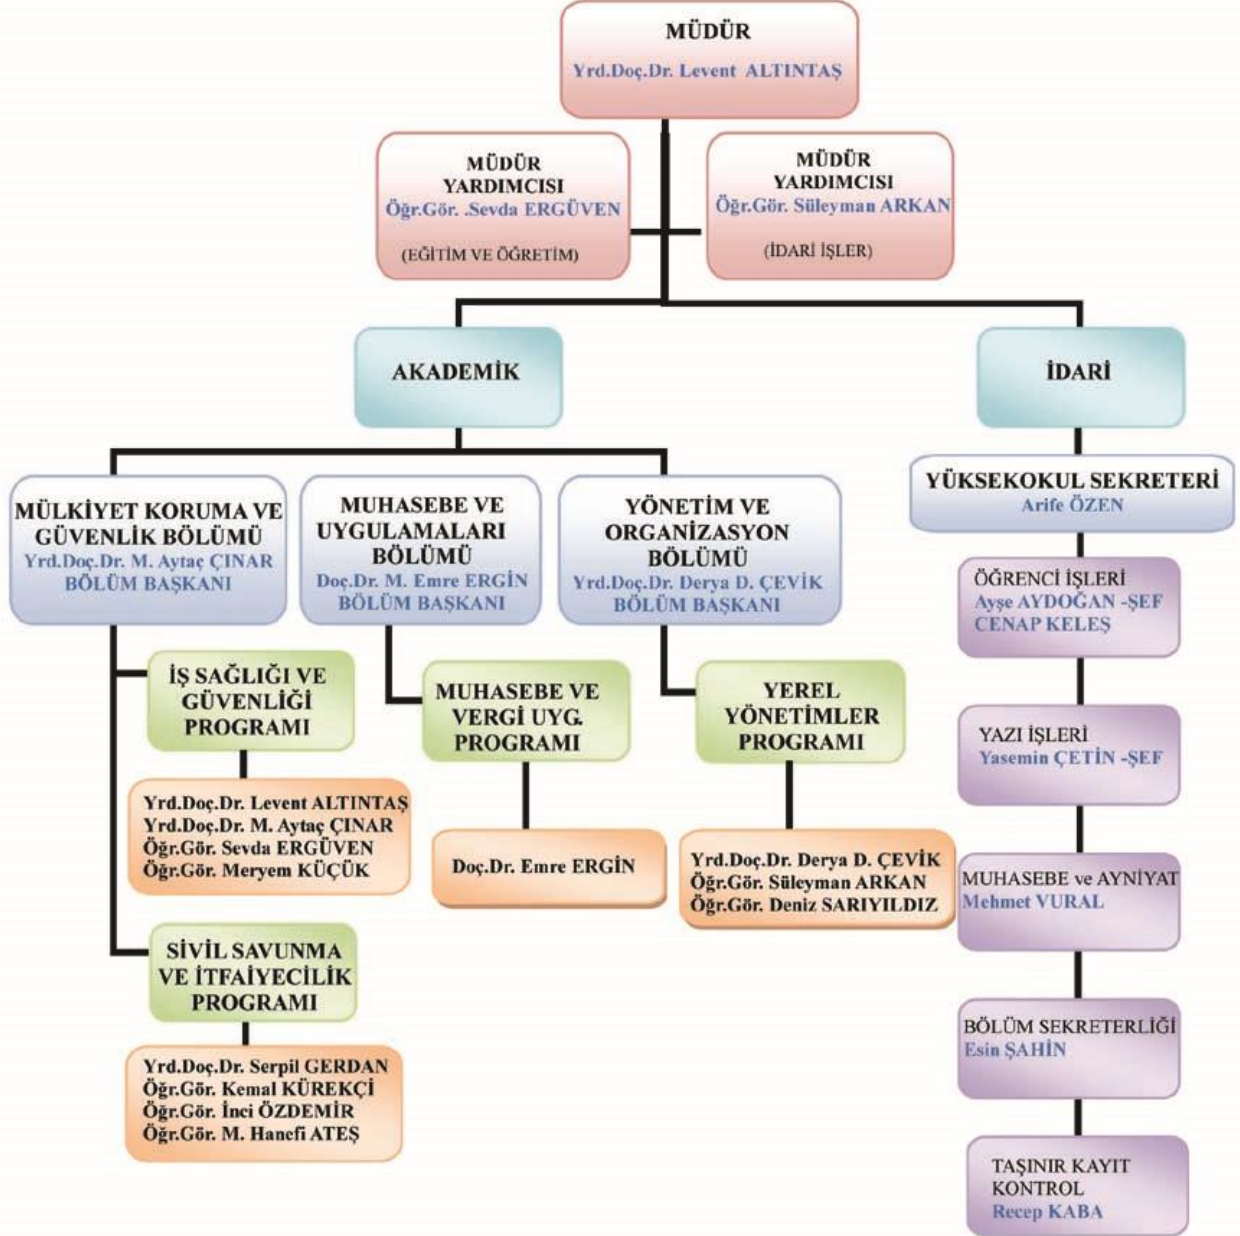 MÜDÜR
Yrd.Doç.Dr. Levent ALTINTAŞ
MÜDÜR
YARDIMCISI
Öğr.Gör. .Sevda ERGÜVEN
(EĞİTİM VE ÖĞRETİM)
MÜDÜR
YARDIMCISI
Öğr.Gör. Süleyman ARKAN
(İDARİ İŞLER)
AKADEMİK
İDARİ
MÜLKİYET KORUMA VE
GÜVENLİK BÖLÜMÜ
Yrd.Doç.Dr. M. Aytaç ÇINAR
BÖLÜM BAŞKANI
MUHASEBE VE
UYGULAMALARI
BÖLÜMÜ
Doç.Dr. M. Emre ERGİN
BÖLÜM BAŞKANI
YÖNETİM VE
ORGANİZASYON
BÖLÜMÜ
Yrd.Doç.Dr. Derya D. ÇEVİK
BÖLÜM BAŞKANI
YÜKSEKOKUL SEKRETERİ
Arife ÖZEN
İŞ SAĞLIĞI VE
GÜVENLİĞİ
PROGRAMI
Yrd.Doç.Dr. Levent ALTINTAŞ
Yrd.Doç.Dr. M. Aytaç ÇINAR
Öğr.Gör. Sevda ERGÜVEN
Öğr.Gör. Meryem KÜÇÜK
SİVİL SAVUNMA
VE İTFAİYECİLİK
PROGRAMI
Yrd.Doç.Dr. Serpil GERDAN
Öğr.Gör. Kemal KÜREKÇİ
Öğr.Gör. İnci ÖZDEMİR
Öğr.Gör. M. Hanefi ATEŞ
MUHASEBE VE
VERGİ UYG.
PROGRAMI
Doç.Dr. Emre ERGİN
YEREL
YÖNETİMLER
PROGRAMI
Yrd.Doç.Dr. Derya D. ÇEVİK
Öğr.Gör. Süleyman ARKAN
Öğr.Gör. Deniz SARIYILDIZ
ÖĞRENCİ İŞLERİ
Ayşe AYDOĞAN -ŞEF
CENAP KELEŞ
YAZI İŞLERİ
Yasemin ÇETİN -ŞEF
MUHASEBE ve AYNİYAT
Mehmet VURAL
BÖLÜM SEKRETERLİĞİ
Esin ŞAHİN
TAŞINIR KAYIT
KONTROL
Recep KABA